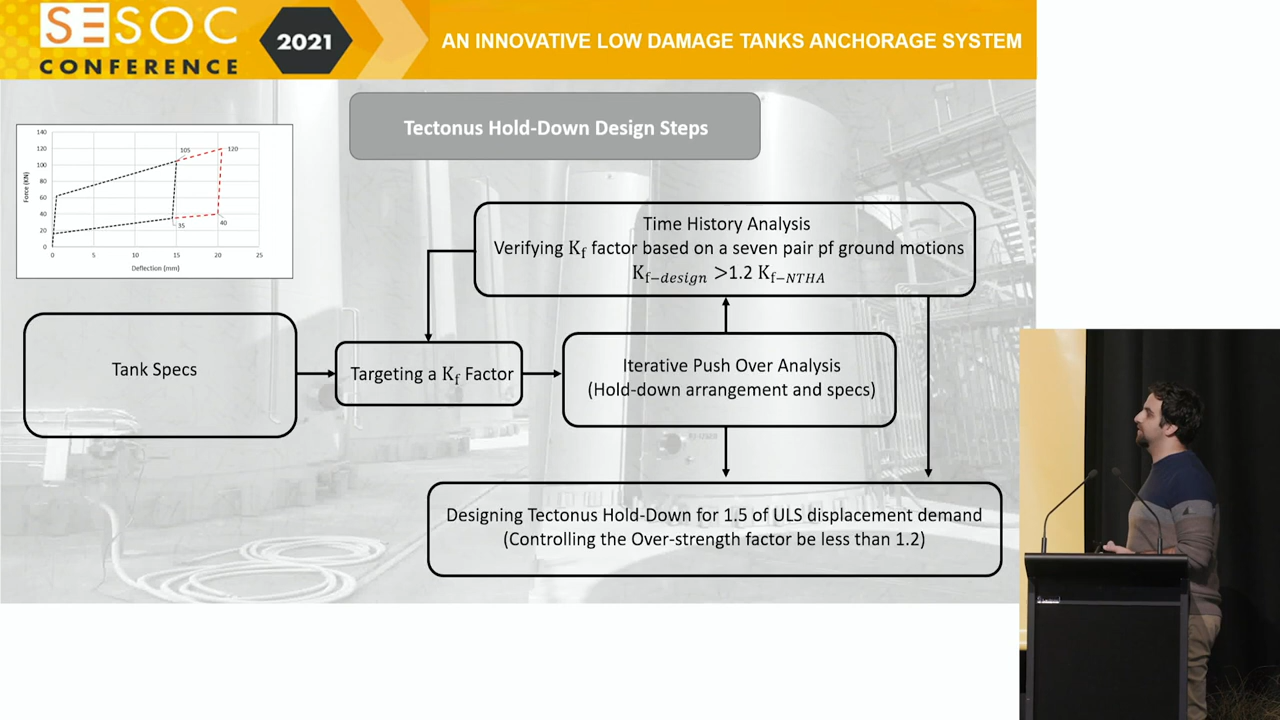 SESOC
CONFERENCE
2021
AN INNOVATIVE LOW DAMAGE TANKS ANCHORAGE SYSTEM
Tectonus Hold-Down Design Steps
Force (KN)
140
120
100
80
60
40
20
0
105
120
35
40
0 5 10 15 20 25
Deflection (mm)
Time History Analysis
Verifying K_f factor based on a seven pair pf ground motions
K_f−design >1.2 K_f−NTHA
Tank Specs
Targeting a K_f Factor
Iterative Push Over Analysis
(Hold-down arrangement and specs)
Designing Tectonus Hold-Down for 1.5 of ULS displacement demand
(Controlling the Over-strength factor be less than 1.2)